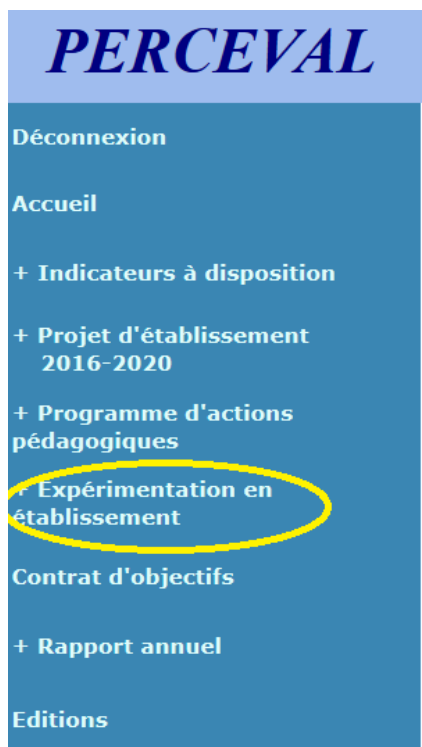 PERCEVAL
Déconnexion
Accueil
+ Indicateurs à disposition
+ Projet d'établissement
2016-2020
+ Programme d'actions
pédagogiques
+ Expérimentation en
établissement
Contrat d'objectifs
+ Rapport annuel
Editions